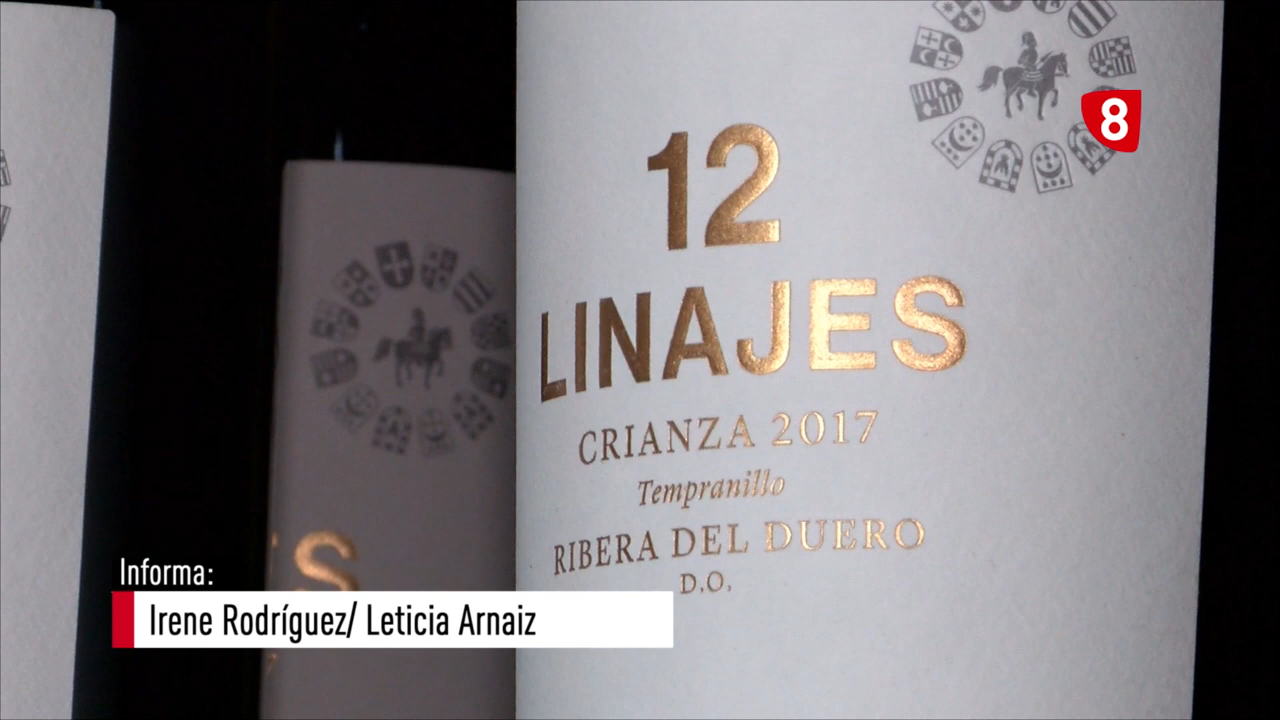 8
12
LINAJES
CRIANZA 2017
Tempranillo
RIBERA DEL DUERO
D.O.
S
Informa:
Irene Rodríguez/ Leticia Arnaiz